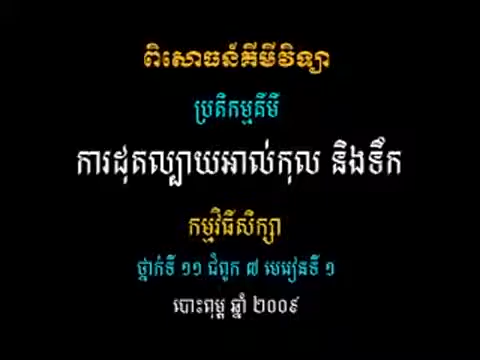 ពិសោធន៍គីមីវិទ្យា
ប្រតិកម្មគីមី
ការដុតល្បាយអាល់កុល និងទឹក
កម្មវិធីសិក្សា
ថ្នាក់ទី ១១ ជំពូក ៧ មេរៀនទី ១
បោះពុម្ព ឆ្នាំ ២០០៩